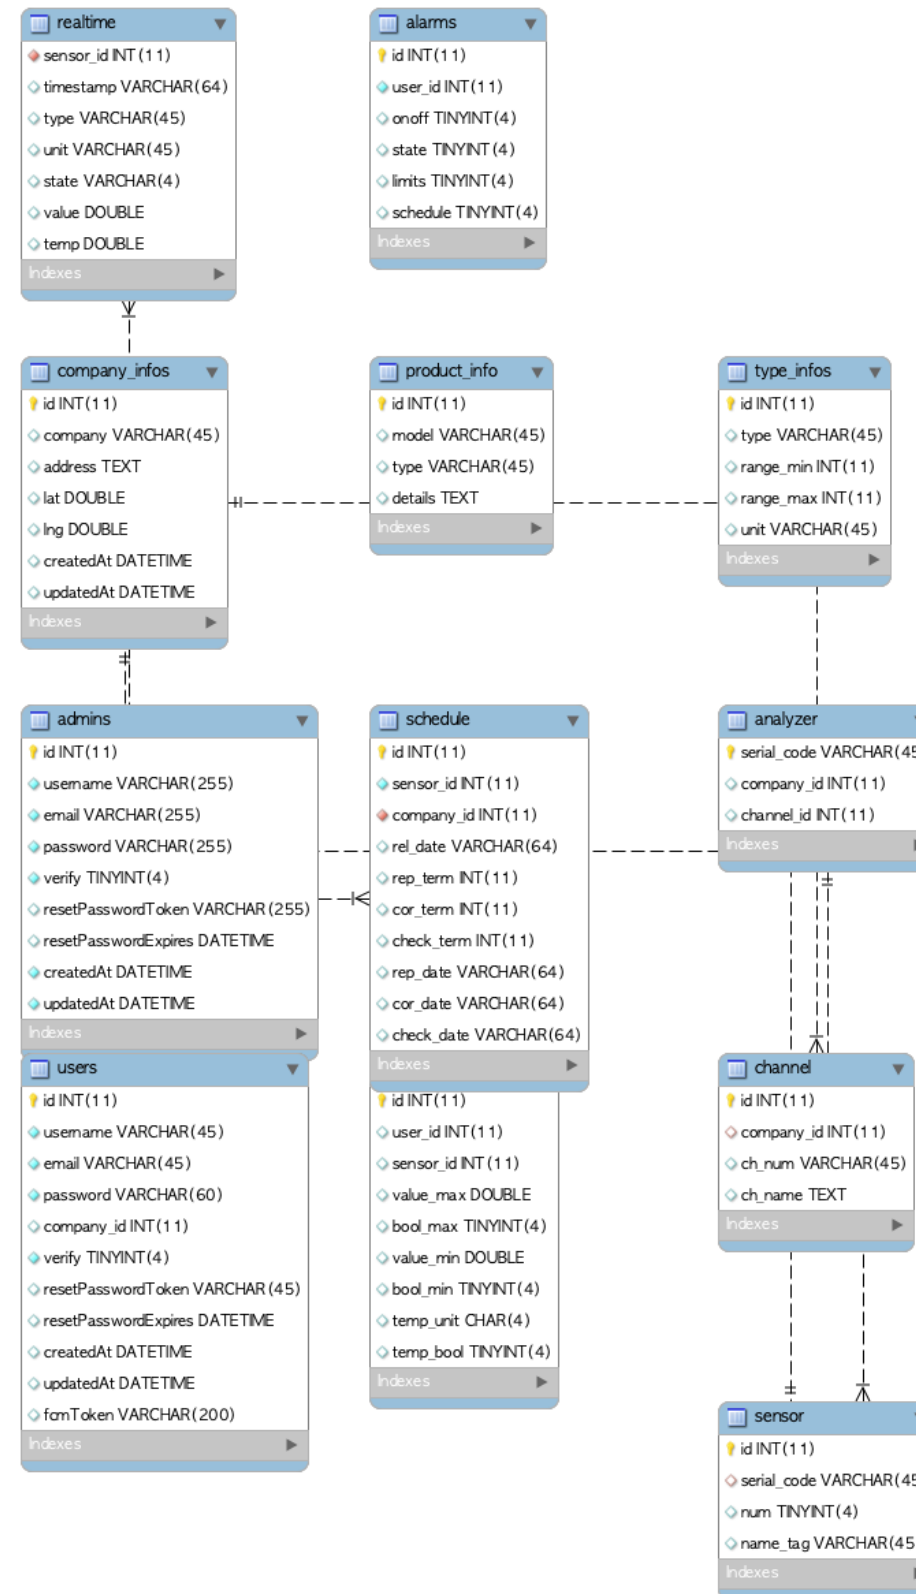 realtime
sensor_id INT(11)
timestamp VARCHAR(64)
type VARCHAR(45)
unit VARCHAR(45)
state VARCHAR(4)
value DOUBLE
temp DOUBLE
Indexes
alarms
id INT(11)
user_id INT(11)
onoff TINYINT(4)
state TINYINT(4)
limits TINYINT(4)
schedule TINYINT(4)
Indexes
company_infos
id INT(11)
company VARCHAR(45)
address TEXT
lat DOUBLE
lng DOUBLE
createdAt DATETIME
updatedAt DATETIME
Indexes
product_info
id INT(11)
model VARCHAR(45)
type VARCHAR(45)
details TEXT
Indexes
type_infos
id INT(11)
type VARCHAR(45)
range_min INT(11)
range_max INT(11)
unit VARCHAR(45)
Indexes
admins
id INT(11)
username VARCHAR(255)
email VARCHAR(255)
password VARCHAR(255)
verify TINYINT(4)
resetPasswordToken VARCHAR(255)
resetPasswordExpires DATETIME
createdAt DATETIME
updatedAt DATETIME
Indexes
schedule
id INT(11)
sensor_id INT(11)
company_id INT(11)
rel_date VARCHAR(64)
rep_term INT(11)
cor_term INT(11)
check_term INT(11)
rep_date VARCHAR(64)
cor_date VARCHAR(64)
check_date VARCHAR(64)
Indexes
analyzer
serial_code VARCHAR(45
company_id INT(11)
channel_id INT(11)
Indexes
users
id INT(11)
username VARCHAR(45)
email VARCHAR(45)
password VARCHAR(60)
company_id INT(11)
verify TINYINT(4)
resetPasswordToken VARCHAR(45)
resetPasswordExpires DATETIME
createdAt DATETIME
updatedAt DATETIME
fcmToken VARCHAR(200)
Indexes
id INT(11)
user_id INT(11)
sensor_id INT(11)
value_max DOUBLE
bool_max TINYINT(4)
value_min DOUBLE
bool_min TINYINT(4)
temp_unit CHAR(4)
temp_bool TINYINT(4)
Indexes
channel
id INT(11)
company_id INT(11)
ch_num VARCHAR(45)
ch_name TEXT
Indexes
sensor
id INT(11)
serial_code VARCHAR(45
num TINYINT(4)
name_tag VARCHAR(45
Indexes